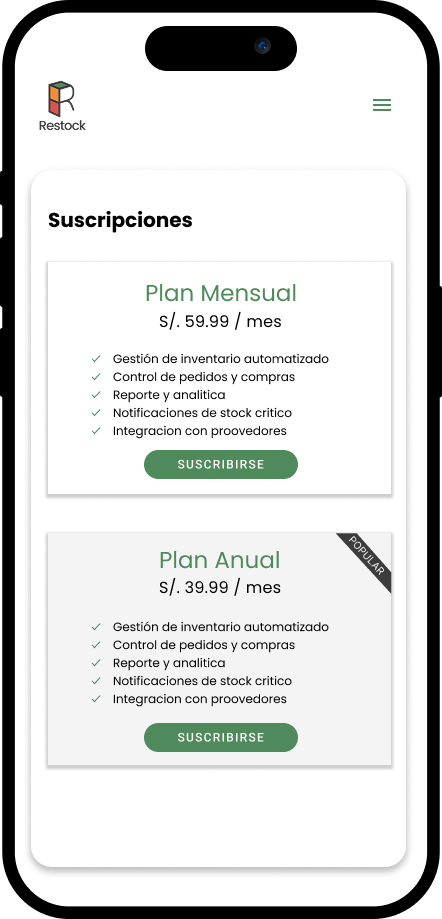 Restock
Suscripciones
Plan Mensual
S/. 59.99 / mes
Gestión de inventario automatizado
Control de pedidos y compras
Reporte y analitica
Notificaciones de stock critico
Integracion con proovedores
SUSCRIBIRSE
POPULAR
Plan Anual
S/. 39.99 / mes
Gestión de inventario automatizado
Control de pedidos y compras
Reporte y analitica
Notificaciones de stock critico
Integracion con proovedores
SUSCRIBIRSE